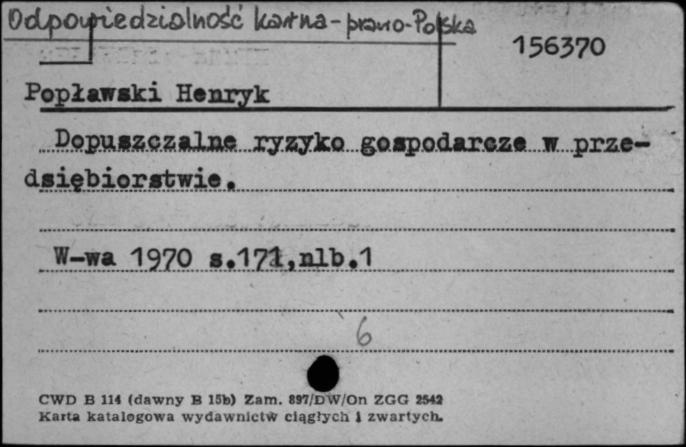 Odpowiedzialność karna - prawo - Polska
156370
Popławski Henryk
Dopuszczalne ryzyko gospodarcze w prze-
dsiębiorstwie.
W-wa 1970 s.171,nlb.1
6
CWD B 114 (dawny B 15b) Zam. 897/DW/On ZGG 2542
Karta katalogowa wydawnictw ciągłych i zwartych.